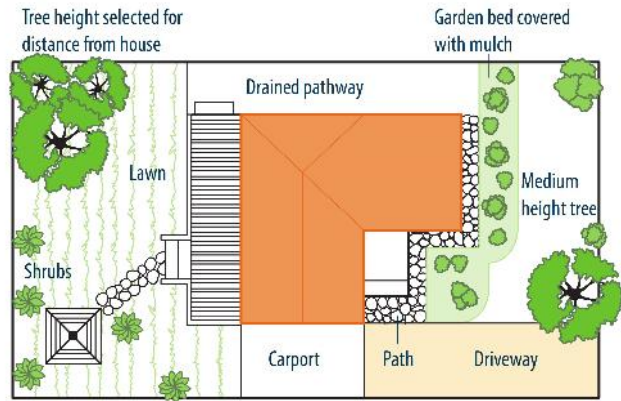 Tree height selected for
distance from house
Garden bed covered
with mulch
Drained pathway
Lawn
Medium
height tree
Shrubs
Carport
Path
Driveway